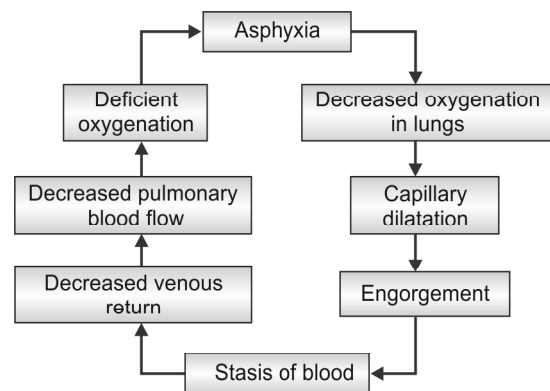 Asphyxia
Decreased oxygenation
in lungs
Capillary
dilatation
Engorgement
Stasis of blood
Decreased venous
return
Decreased pulmonary
blood flow
Deficient
oxygenation